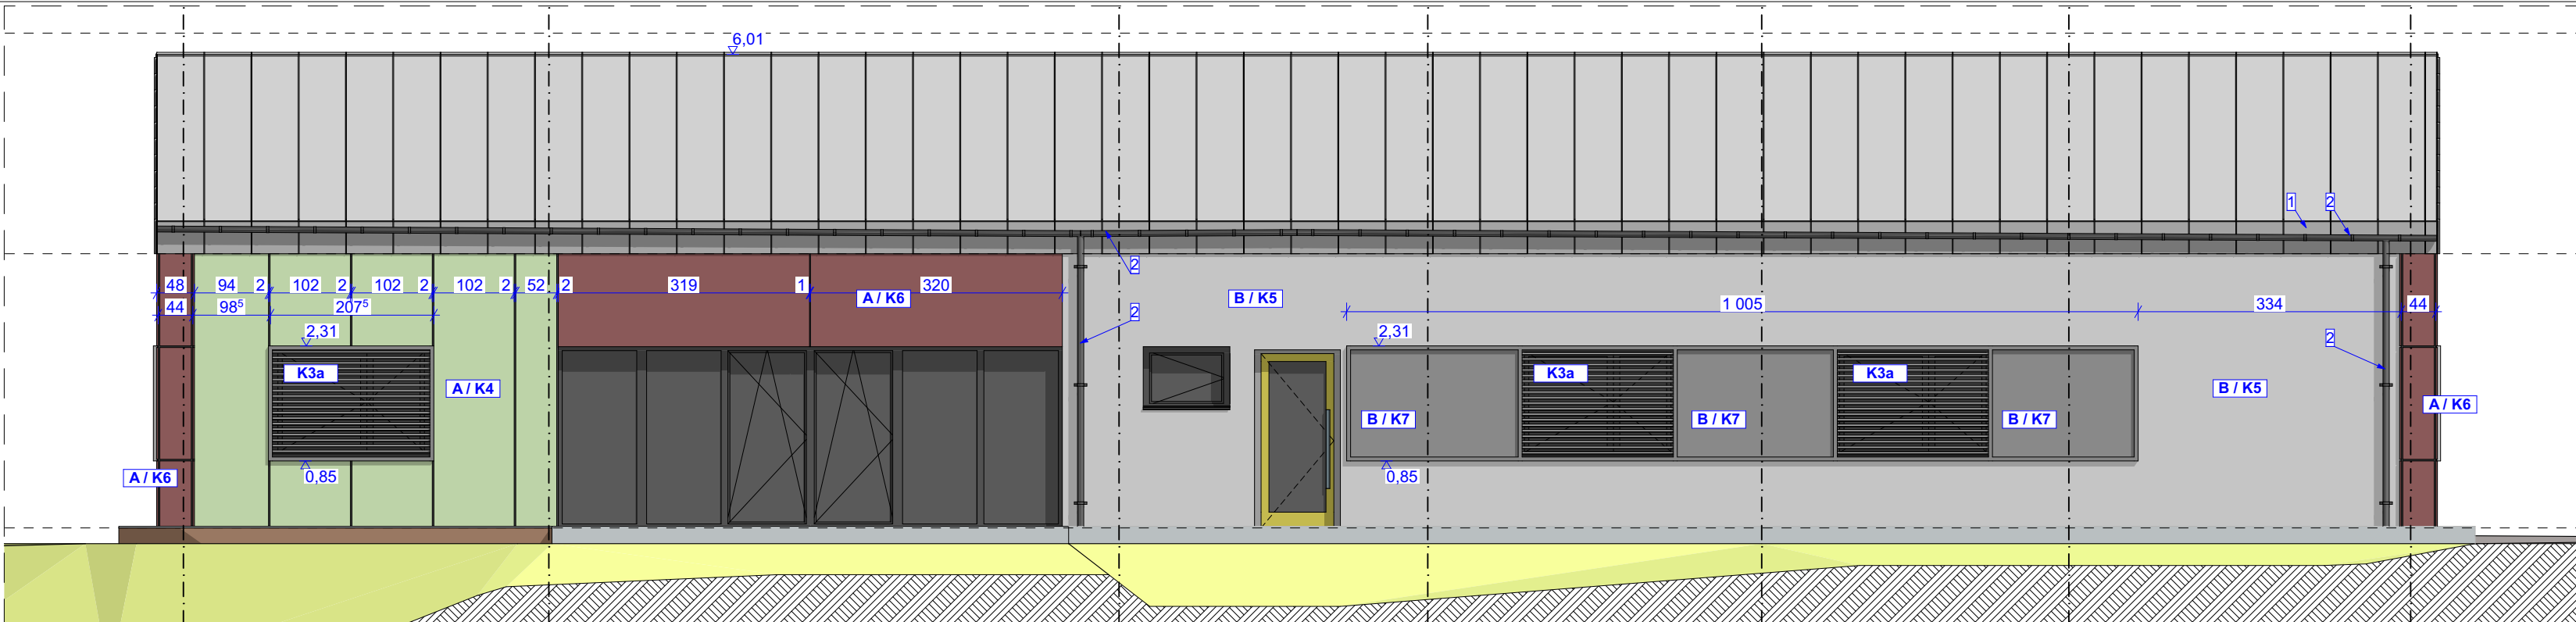 6,01
1 2
2
48 94 2 102 2 102 2 102 2 52 2 319 1 320
A / K6
B / K5
44 98⁵ 207⁵
1 005 334 44
2
2,31
2,31
2
K3a
K3a
K3a
A / K4
B / K5
A / K6
B / K7
B / K7
B / K7
A / K6
0,85
0,85